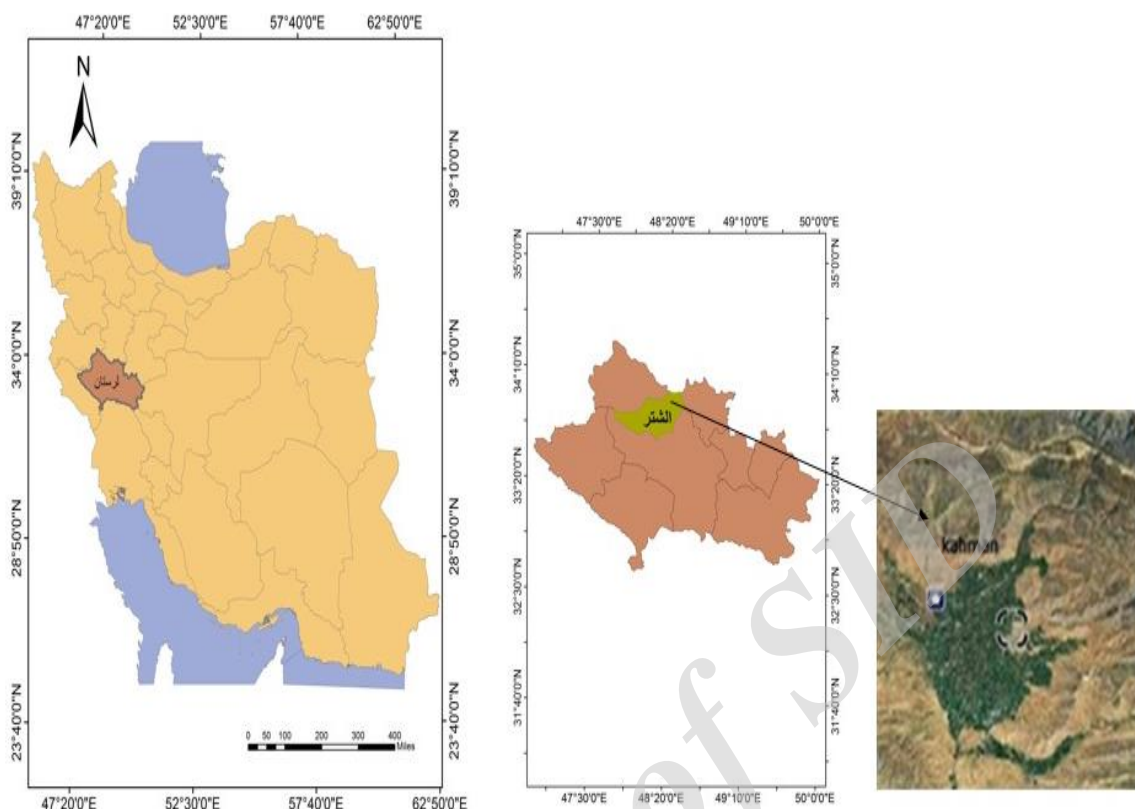 47°20'0"E 52°30'0"E 57°40'0"E 62°50'0"E
N
39°10'0"N 39°10'0"N
34°0'0"N 34°0'0"N
لرستان
28°50'0"N 28°50'0"N
23°40'0"N 23°40'0"N
0 50 100 200 300 400
Miles
47°20'0"E 52°30'0"E 57°40'0"E 62°50'0"E
47°30'0"E 48°20'0"E 49°10'0"E 50°0'0"E
35°0'0"N 35°0'0"N
34°10'0"N 34°10'0"N
الشتر
33°20'0"N 33°20'0"N
32°30'0"N 32°30'0"N
31°40'0"N 31°40'0"N
47°30'0"E 48°20'0"E 49°10'0"E 50°0'0"E
kahman
of SID